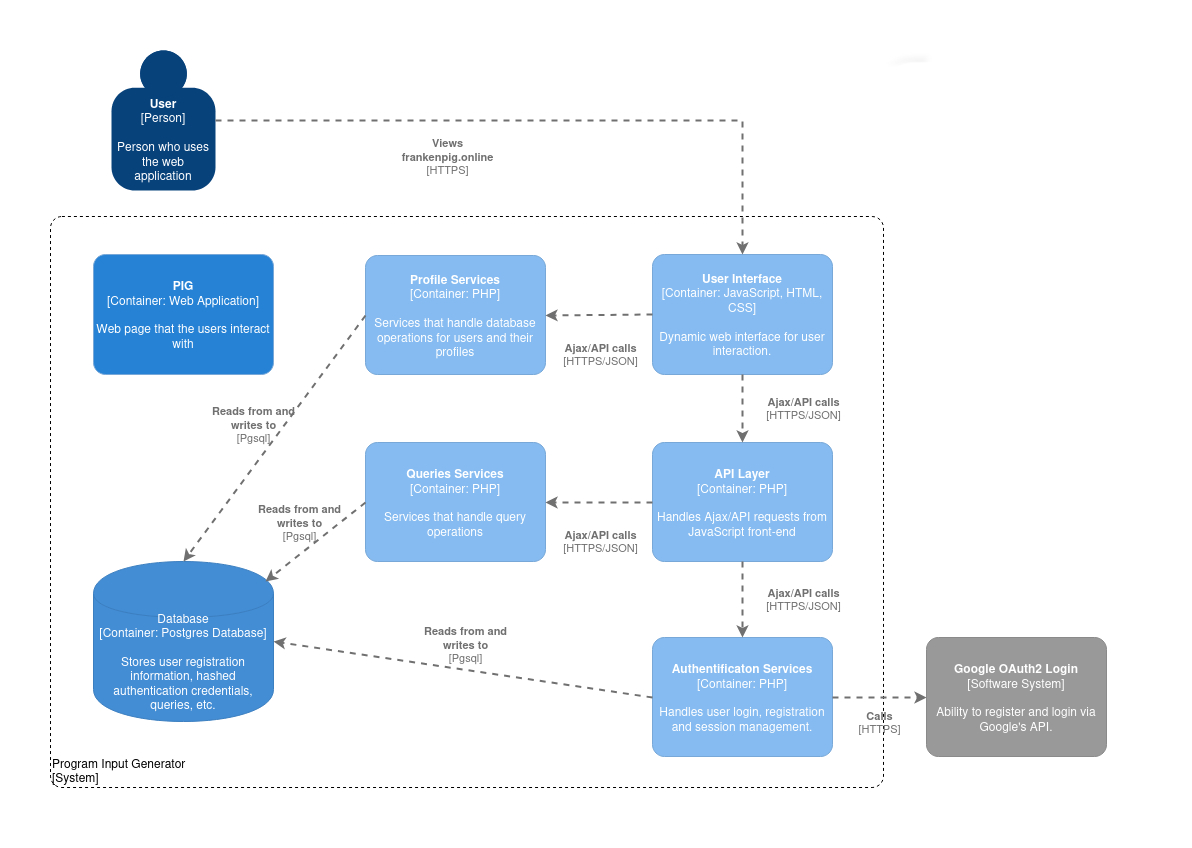 User
[Person]
Person who uses
the web
application
Views
frankenpig.online
[HTTPS]
PIG
[Container: Web Application]
Web page that the users interact
with
Profile Services
[Container: PHP]
Services that handle database
operations for users and their
profiles
User Interface
[Container: JavaScript, HTML,
CSS]
Dynamic web interface for user
interaction.
Ajax/API calls
[HTTPS/JSON]
Ajax/API calls
[HTTPS/JSON]
Reads from and
writes to
[Pgsql]
Queries Services
[Container: PHP]
Services that handle query
operations
API Layer
[Container: PHP]
Handles Ajax/API requests from
JavaScript front-end
Reads from and
writes to
[Pgsql]
Ajax/API calls
[HTTPS/JSON]
Ajax/API calls
[HTTPS/JSON]
Database
[Container: Postgres Database]
Stores user registration
information, hashed
authentication credentials,
queries, etc.
Reads from and
writes to
[Pgsql]
Authentificaton Services
[Container: PHP]
Handles user login, registration
and session management.
Calls
[HTTPS]
Google OAuth2 Login
[Software System]
Ability to register and login via
Google's API.
Program Input Generator
[System]